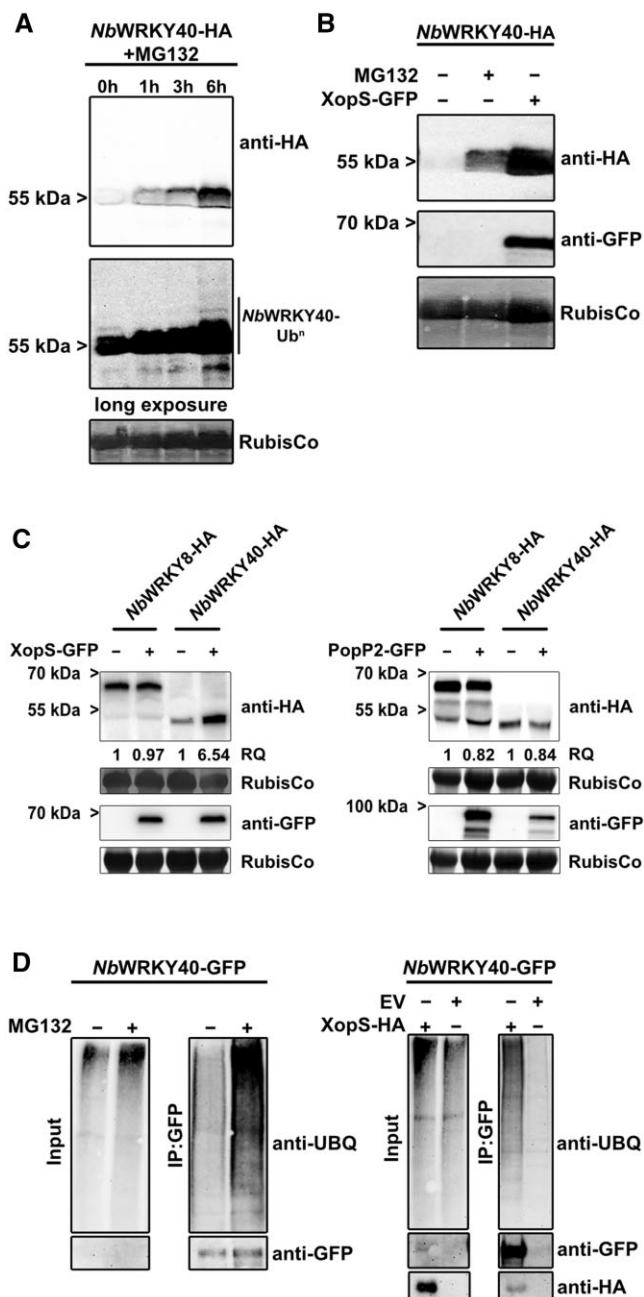 A
NbWRKY40-HA
+MG132
0h 1h 3h 6h
anti-HA
55 kDa >
NbWRKY40-
Ubⁿ
55 kDa >
long exposure
RubisCo
B
NbWRKY40-HA
MG132 – + –
XopS-GFP – – +
55 kDa >
anti-HA
70 kDa >
anti-GFP
RubisCo
C
NbWRKY8-HA
NbWRKY40-HA
XopS-GFP – + – +
70 kDa >
55 kDa >
anti-HA
1 0.97 1 6.54 RQ
RubisCo
70 kDa >
anti-GFP
RubisCo
NbWRKY8-HA
NbWRKY40-HA
PopP2-GFP – + – +
70 kDa >
55 kDa >
anti-HA
1 0.82 1 0.84 RQ
RubisCo
100 kDa >
anti-GFP
RubisCo
D
NbWRKY40-GFP
MG132 – + – +
Input
IP:GFP
anti-UBQ
anti-GFP
NbWRKY40-GFP
EV – + – +
XopS-HA + – + –
Input
IP:GFP
anti-UBQ
anti-GFP
anti-HA